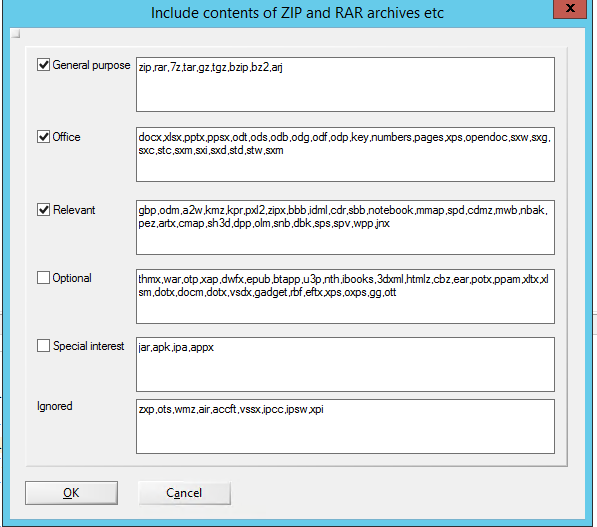 Include contents of ZIP and RAR archives etc
x
General purpose
zip,rar,7z,tar,gz,tgz,bzip,bz2,arj
Office
docx,xlsx,pptx,ppsx,odt,ods,odb,odg,odf,odp,key,numbers,pages,xps,opendoc,sxw,sxg,
sxc,stc,sxm,sxi,sxd,std,stw,sxm
Relevant
gbp,odm,a2w,kmz,kpr,pxl2,zipx,bbb,idml,cdr,sbb,notebook,mmap,spd,cdmz,mwb,nbak,
pez,artx,cmap,sh3d,dpp,olm,snb,dbk,sps,spv,wpp,jnx
Optional
thmx,war,otp,xap,dwfx,epub,btapp,u3p,nth,ibooks,3dxml,htmlz,cbz,ear,potx,ppam,xltx,xl
sm,dotx,docm,dotx,vsdx,gadget,rbf,eftx,xps,oxps,gg,ott
Special interest
jar,apk,ipa,appx
Ignored
zxp,ots,wmz,air,accft,vssx,ipcc,ipsw,xpi
OK
Cancel